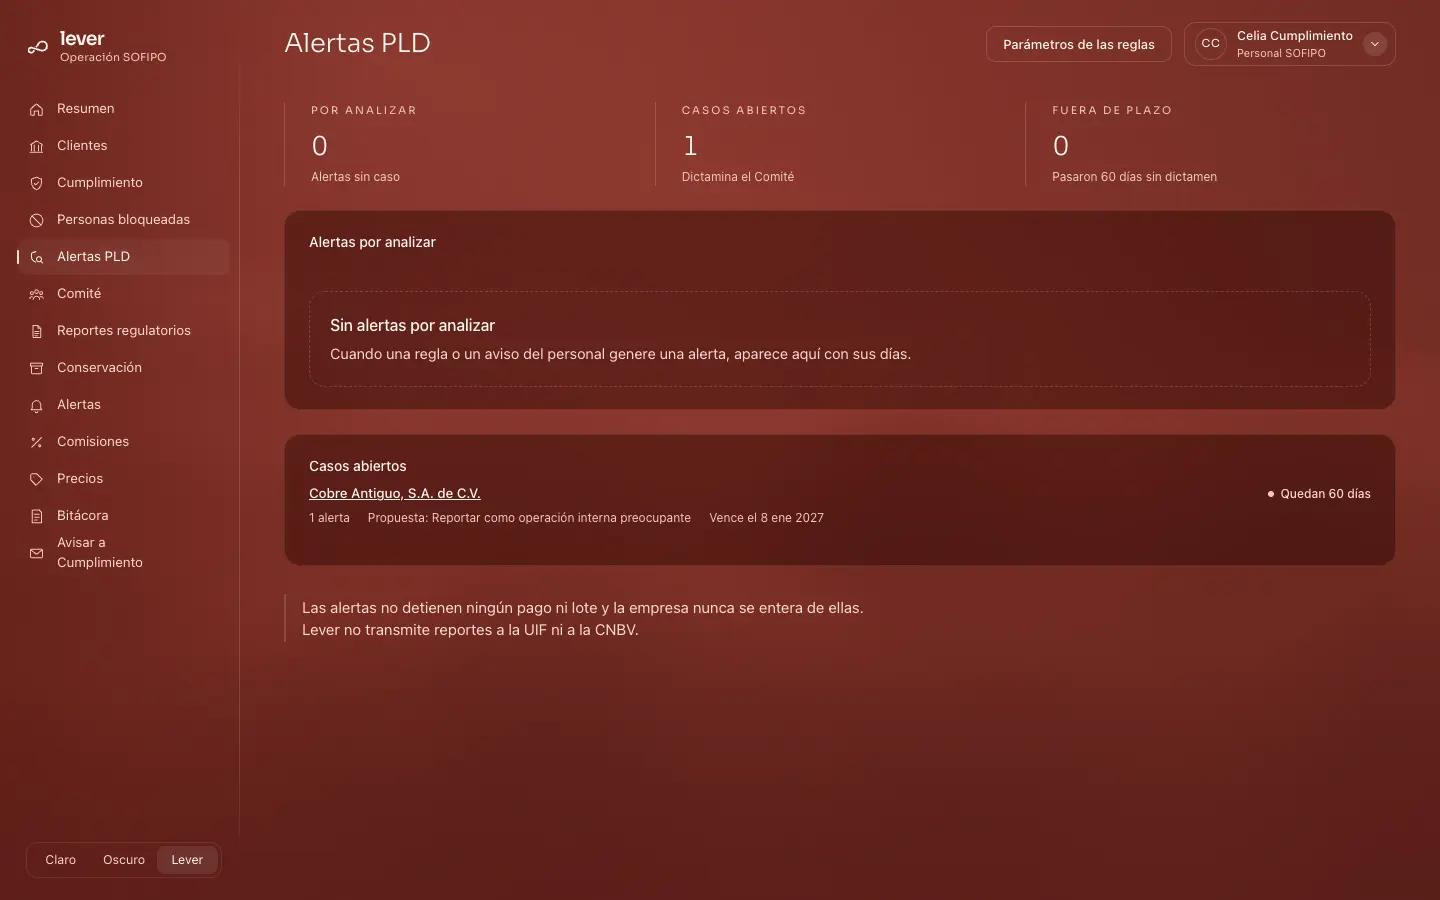 lever
Operación SOFIPO
Resumen
Clientes
Cumplimiento
Personas bloqueadas
Alertas PLD
Comité
Reportes regulatorios
Conservación
Alertas
Comisiones
Precios
Bitácora
Avisar a
Cumplimiento
Claro Oscuro Lever
Alertas PLD
Parámetros de las reglas
CC
Celia Cumplimiento
Personal SOFIPO
POR ANALIZAR
0
Alertas sin caso
CASOS ABIERTOS
1
Dictamina el Comité
FUERA DE PLAZO
0
Pasaron 60 días sin dictamen
Alertas por analizar
Sin alertas por analizar
Cuando una regla o un aviso del personal genere una alerta, aparece aquí con sus días.
Casos abiertos
Cobre Antiguo, S.A. de C.V.
Quedan 60 días
1 alerta Propuesta: Reportar como operación interna preocupante Vence el 8 ene 2027
Las alertas no detienen ningún pago ni lote y la empresa nunca se entera de ellas.
Lever no transmite reportes a la UIF ni a la CNBV.